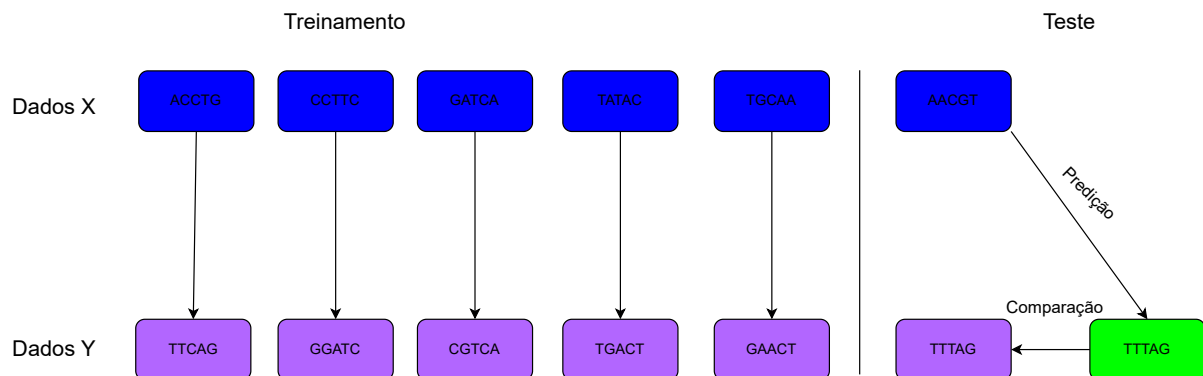 Treinamento
Teste
Dados X
ACCTG
CCTTC
GATCA
TATAC
TGCAA
AACGT
Predição
Comparação
Dados Y
TTCAG
GGATC
CGTCA
TGACT
GAACT
TTTAG
TTTAG